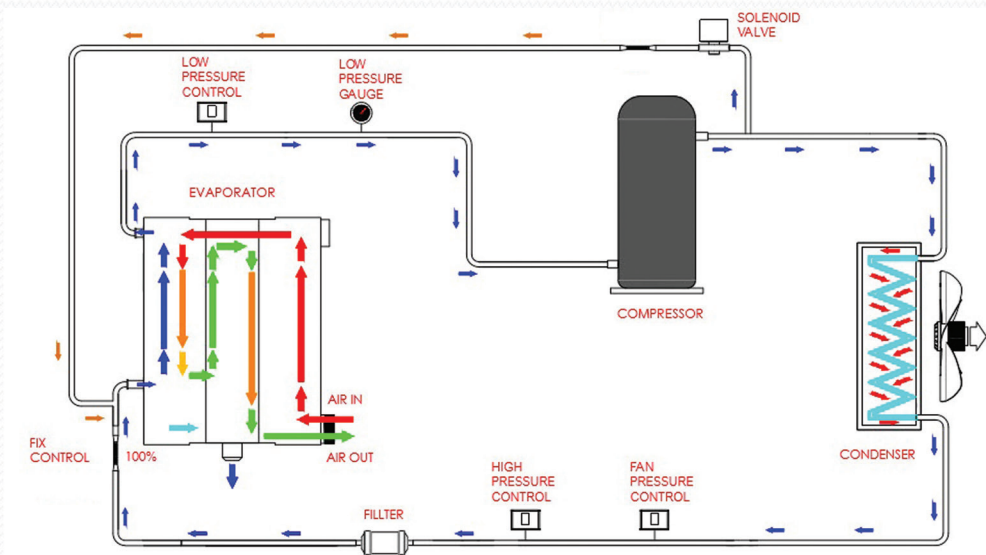 SOLENOID
VALVE
LOW
PRESSURE
CONTROL
LOW
PRESSURE
GAUGE
EVAPORATOR
COMPRESSOR
AIR IN
AIR OUT
FIX
CONTROL
100%
CONDENSER
HIGH
PRESSURE
CONTROL
FAN
PRESSURE
CONTROL
FILLTER